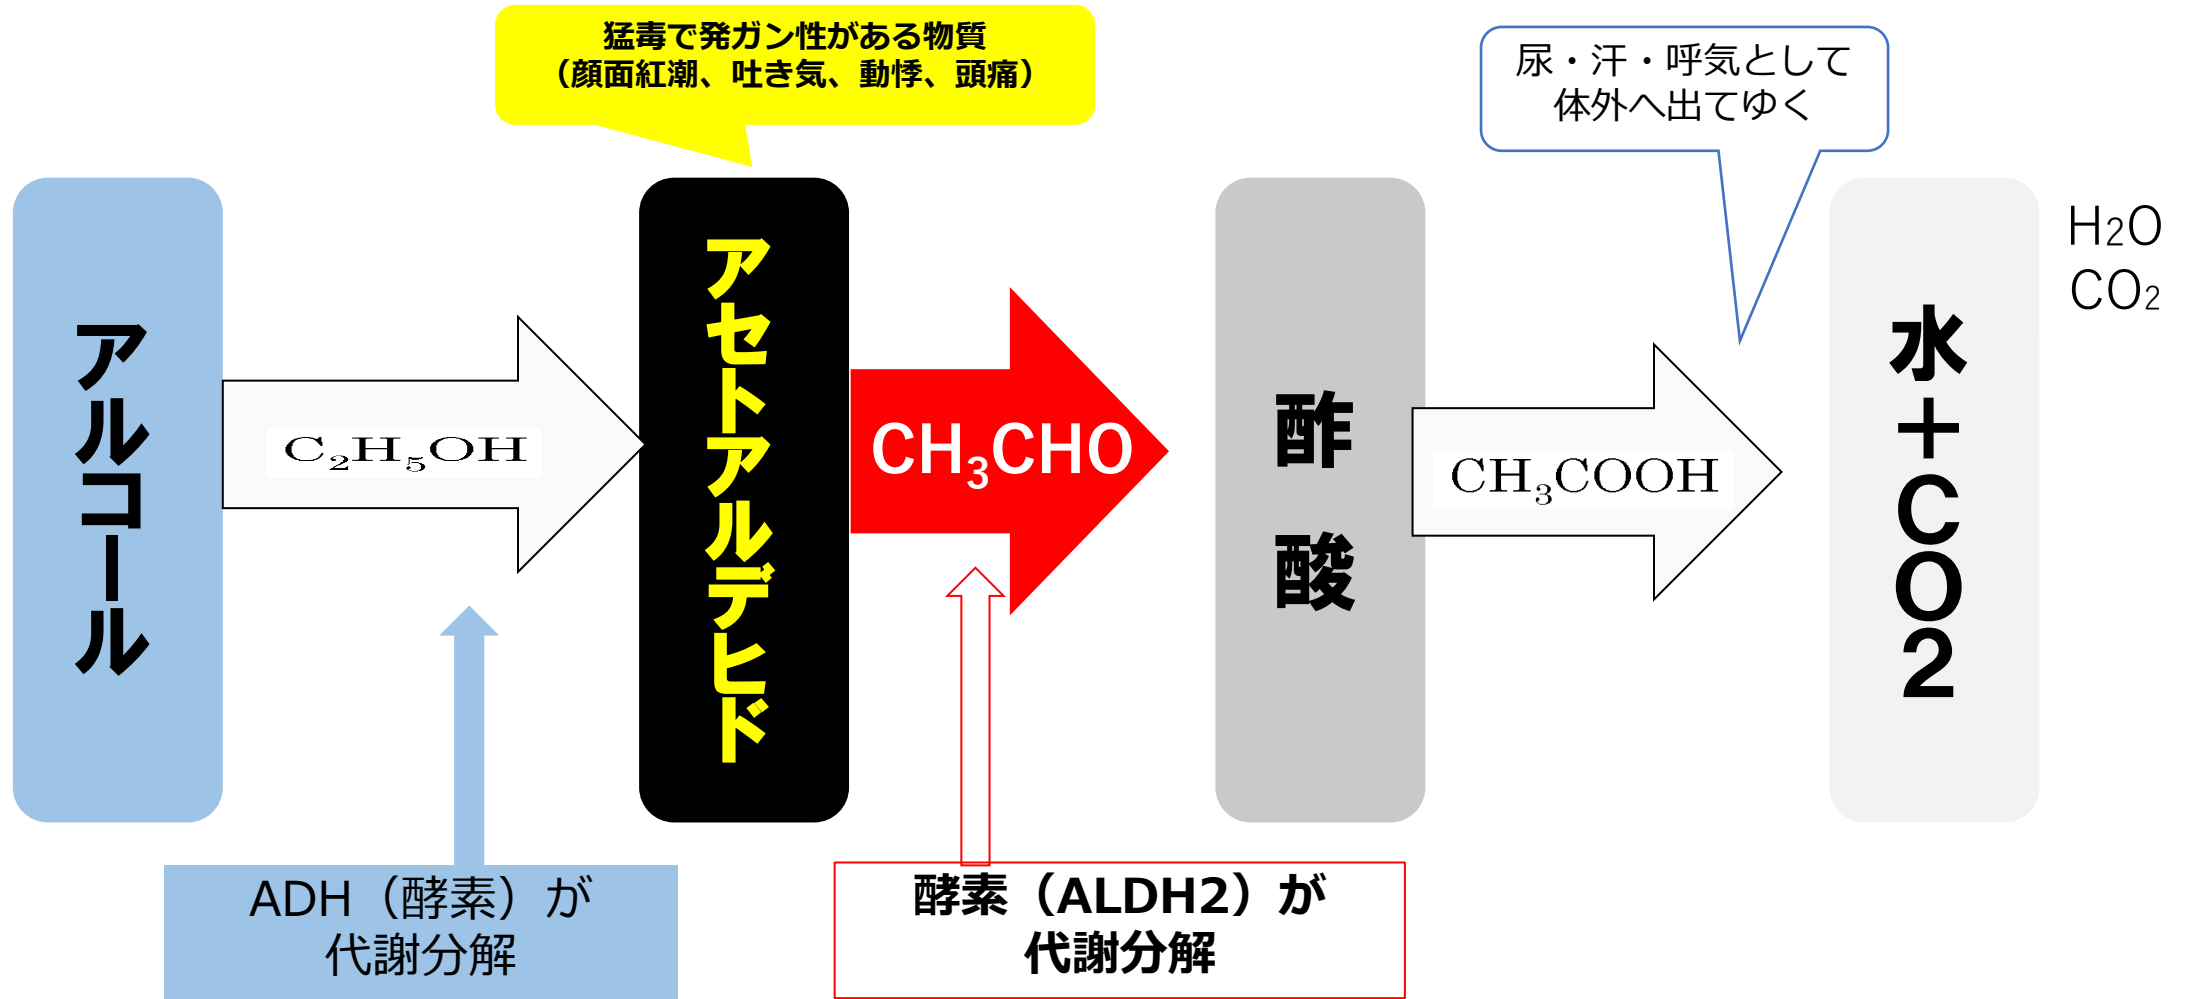 猛毒で発ガン性がある物質
（顔面紅潮、吐き気、動悸、頭痛）
尿・汗・呼気として
体外へ出てゆく
アルコール
C₂H₅OH
アセトアルデヒド
CH₃CHO
酢酸
CH₃COOH
水＋CO2
H2O
CO2
ADH（酵素）が
代謝分解
酵素（ALDH2）が
代謝分解